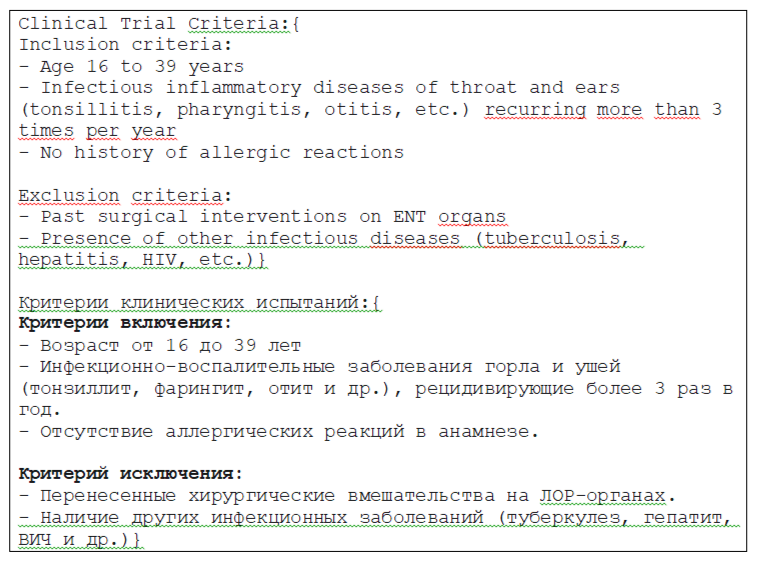 Clinical Trial Criteria:{
Inclusion criteria:
- Age 16 to 39 years
- Infectious inflammatory diseases of throat and ears
(tonsillitis, pharyngitis, otitis, etc.) recurring more than 3
times per year
- No history of allergic reactions
Exclusion criteria:
- Past surgical interventions on ENT organs
- Presence of other infectious diseases (tuberculosis,
hepatitis, HIV, etc.)}
Критерии клинических испытаний:{
Критерии включения:
- Возраст от 16 до 39 лет
- Инфекционно-воспалительные заболевания горла и ушей
(тонзиллит, фарингит, отит и др.), рецидивирующие более 3 раз в
год.
- Отсутствие аллергических реакций в анамнезе.
Критерий исключения:
- Перенесенные хирургические вмешательства на ЛОР-органах.
- Наличие других инфекционных заболеваний (туберкулез, гепатит,
ВИЧ и др.)}